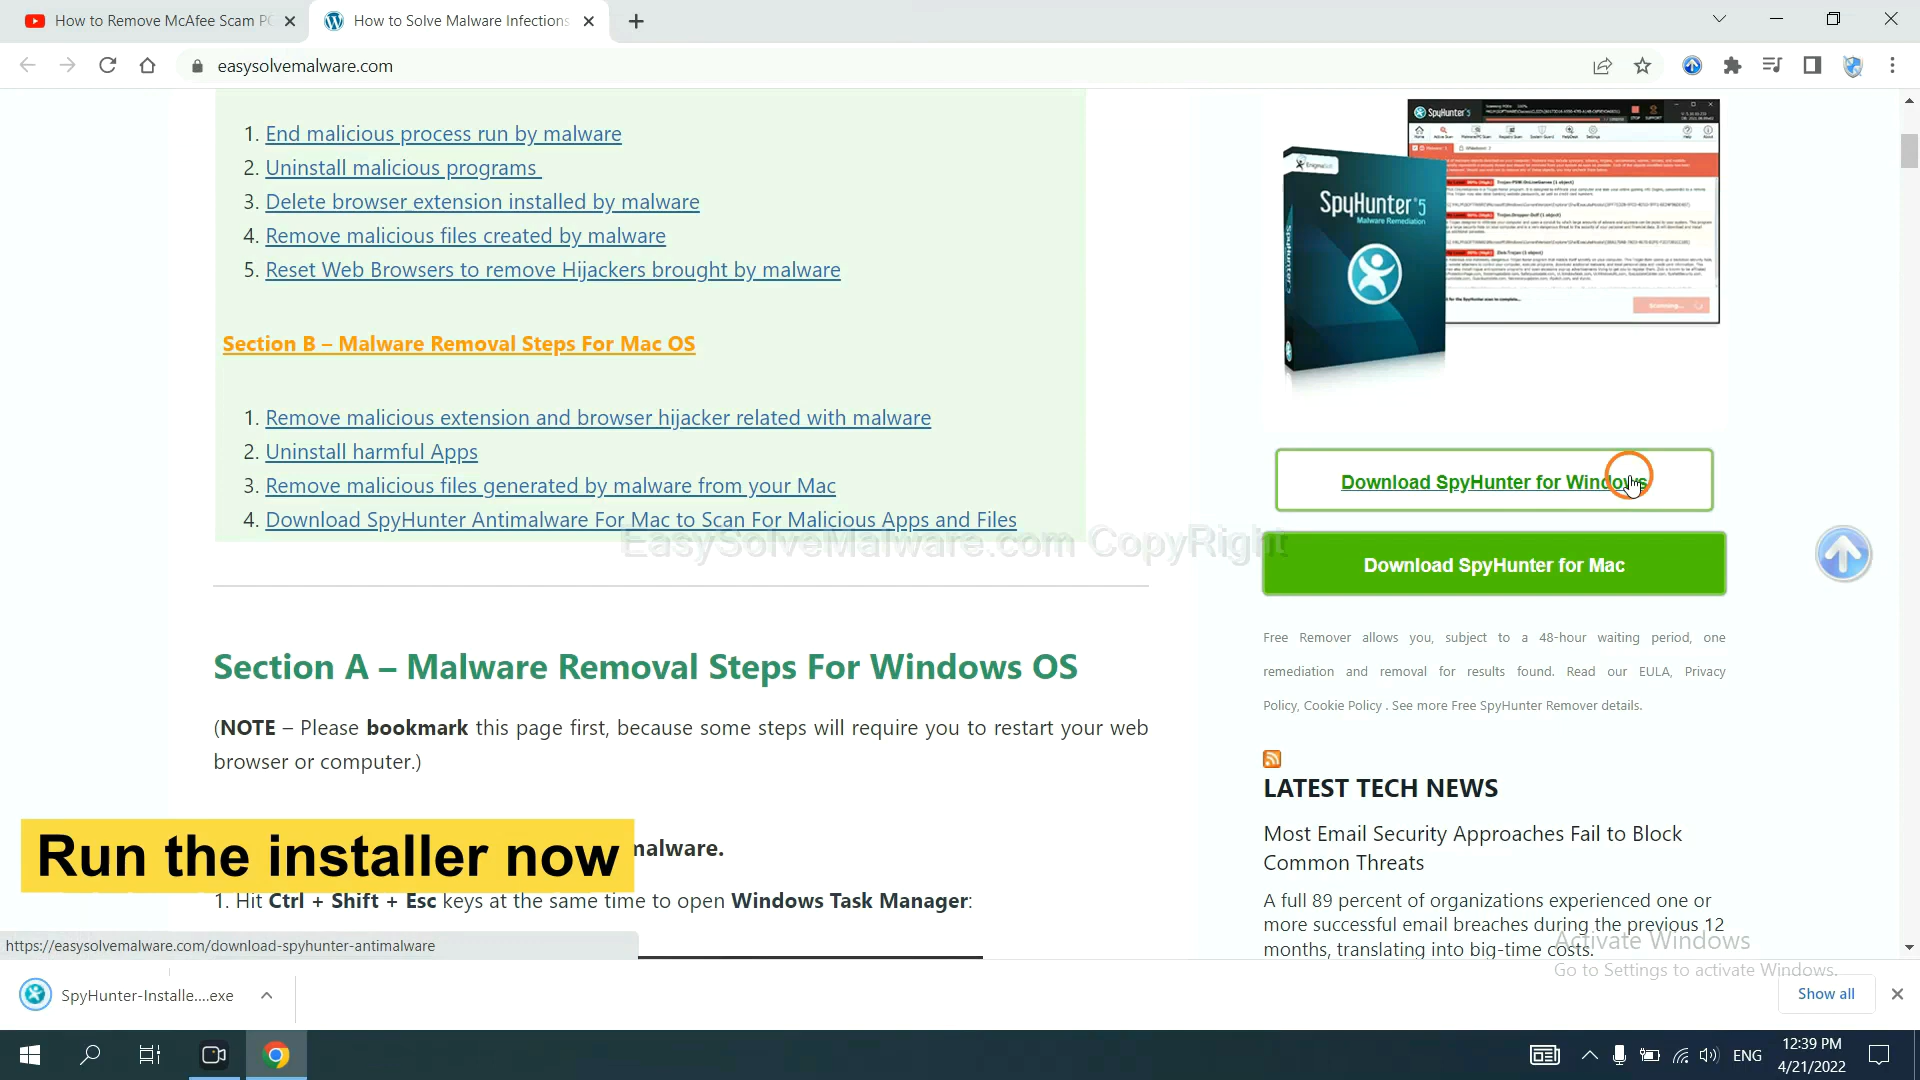 How to Remove McAfee Scam PC
How to Solve Malware Infections
easysolvemalware.com
1. End malicious process run by malware
2. Uninstall malicious programs
3. Delete browser extension installed by malware
4. Remove malicious files created by malware
5. Reset Web Browsers to remove Hijackers brought by malware
Section B – Malware Removal Steps For Mac OS
1. Remove malicious extension and browser hijacker related with malware
2. Uninstall harmful Apps
3. Remove malicious files generated by malware from your Mac
4. Download SpyHunter Antimalware For Mac to Scan For Malicious Apps and Files
EasySolveMalware.com CopyRight
Section A – Malware Removal Steps For Windows OS
(NOTE – Please bookmark this page first, because some steps will require you to restart your web
browser or computer.)
Run the installer now
malware.
1. Hit Ctrl + Shift + Esc keys at the same time to open Windows Task Manager:
https://easysolvemalware.com/download-spyhunter-antimalware
SpyHunter 5
EnigmaSoft
SpyHunter 5
Malware Remediation
SpyHunter 5
Download SpyHunter for Windows
Download SpyHunter for Mac
Free Remover allows you, subject to a 48-hour waiting period, one
remediation and removal for results found. Read our EULA, Privacy
Policy, Cookie Policy . See more Free SpyHunter Remover details.
LATEST TECH NEWS
Most Email Security Approaches Fail to Block
Common Threats
A full 89 percent of organizations experienced one or
more successful email breaches during the previous 12
months, translating into big-time costs.
Activate Windows
Go to Settings to activate Windows.
SpyHunter-Installe....exe
Show all
ENG
12:39 PM
4/21/2022